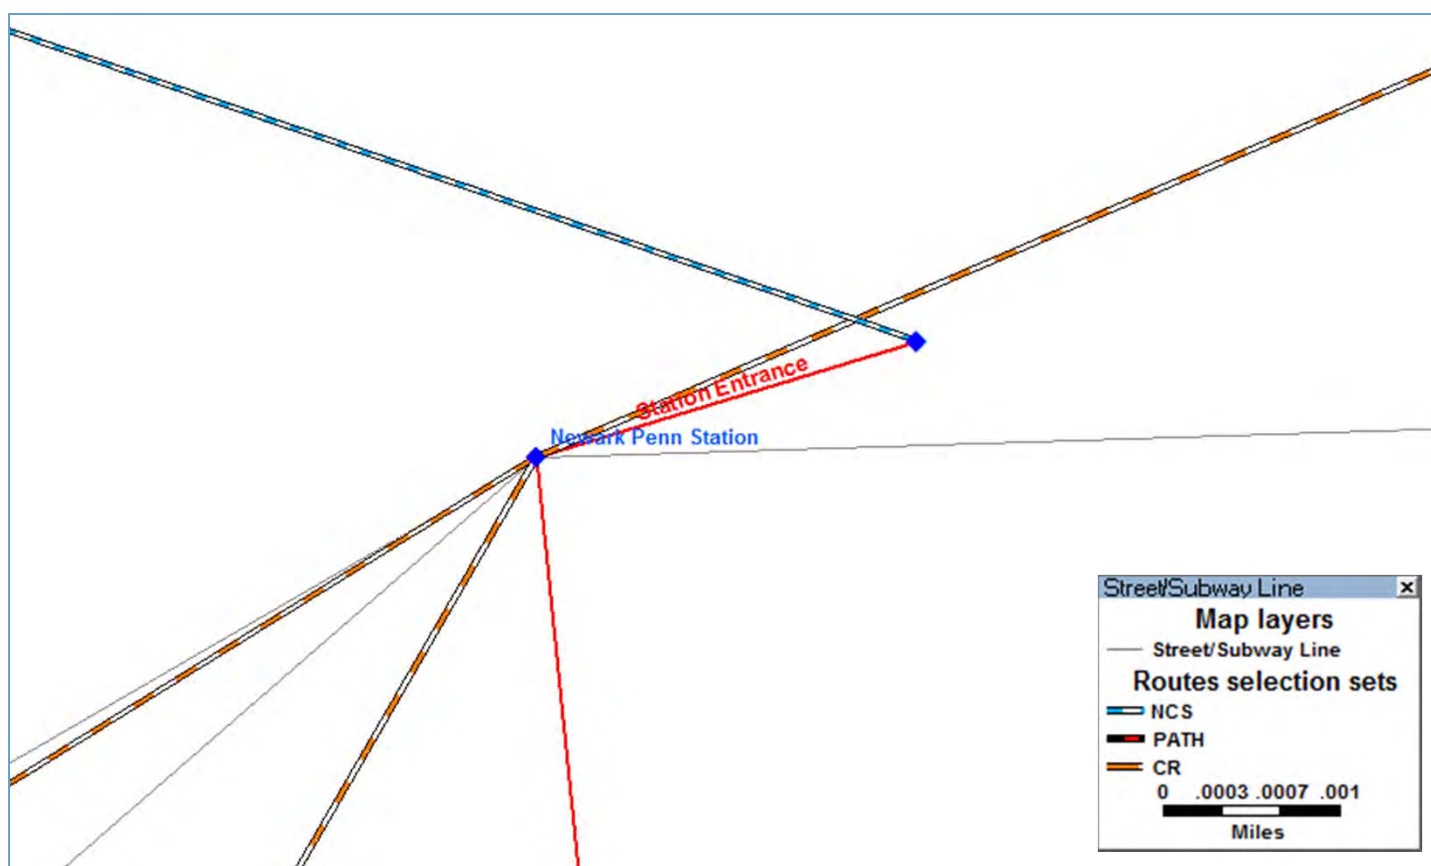 Station Entrance
Newark Penn Station
Street/Subway Line
Map layers
Street/Subway Line
Routes selection sets
NCS
PATH
CR
0 .0003 .0007 .001
Miles